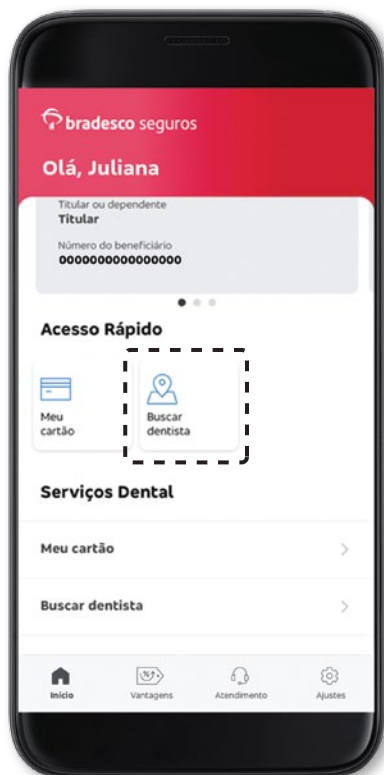 bradesco seguros
Olá, Juliana
Titular ou dependente
Titular
Número do beneficiário
0000000000000000
Acesso Rápido
Meu
cartão
Buscar
dentista
Serviços Dental
Meu cartão
Buscar dentista
Início
Vantagens
Atendimento
Ajustes